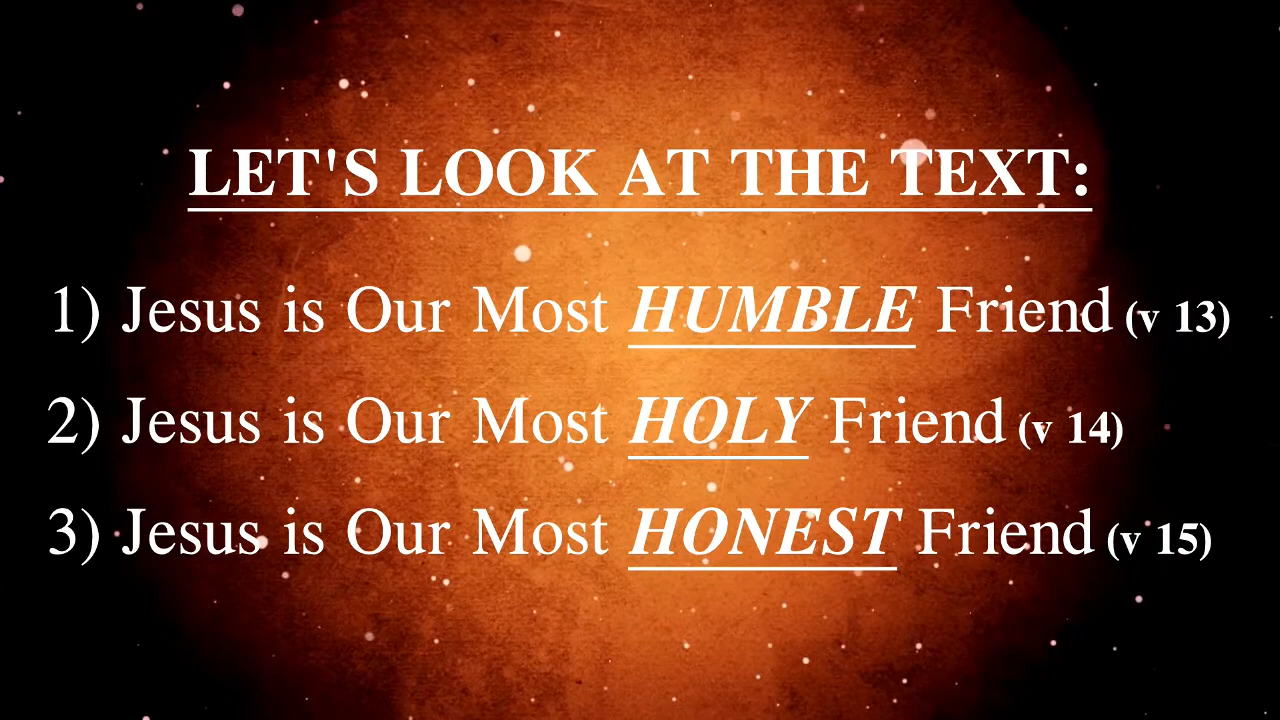 LET'S LOOK AT THE TEXT:
1) Jesus is Our Most HUMBLE Friend (v 13)
2) Jesus is Our Most HOLY Friend (v 14)
3) Jesus is Our Most HONEST Friend (v 15)